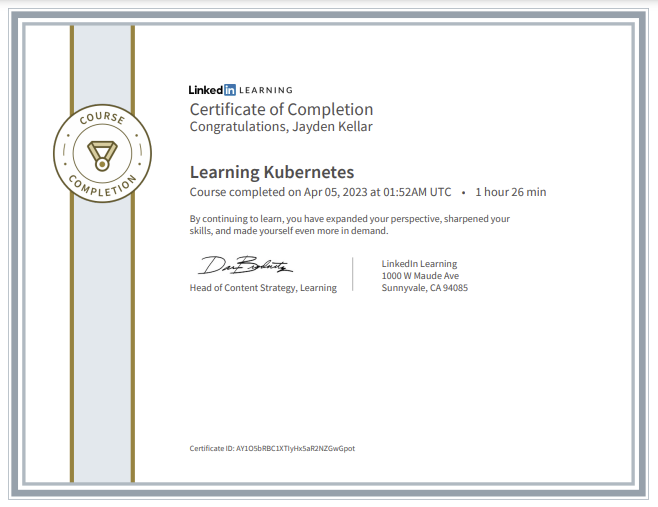 COURSE
COMPLETION
Linked in LEARNING
Certificate of Completion
Congratulations, Jayden Kellar
Learning Kubernetes
Course completed on Apr 05, 2023 at 01:52AM UTC • 1 hour 26 min
By continuing to learn, you have expanded your perspective, sharpened your
skills, and made yourself even more in demand.
Head of Content Strategy, Learning
LinkedIn Learning
1000 W Maude Ave
Sunnyvale, CA 94085
Certificate ID: